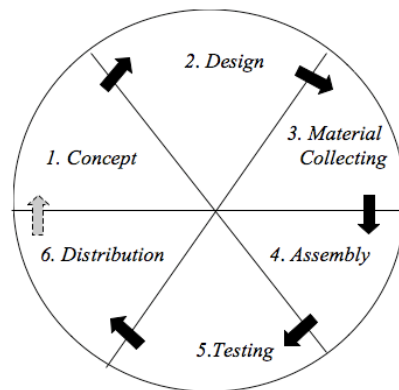 1. Concept
2. Design
3. Material
Collecting
4. Assembly
5.Testing
6. Distribution